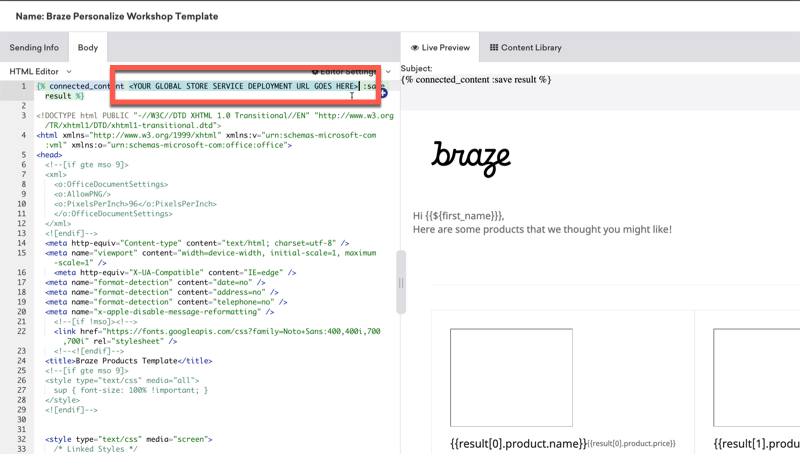 Name: Braze Personalize Workshop Template
Sending Info
Body
Live Preview
Content Library
HTML Editor
Editor Settings
Subject:
1 {% connected_content <YOUR GLOBAL STORE SERVICE DEPLOYMENT URL GOES HERE> :save
result %}
{% connected_content :save result %}
2
3 <!DOCTYPE html PUBLIC "-//W3C//DTD XHTML 1.0 Transitional//EN" "http://www.w3.org
/TR/xhtml1/DTD/xhtml1-transitional.dtd">
4 <html xmlns="http://www.w3.org/1999/xhtml" xmlns:v="urn:schemas-microsoft-com
:vml" xmlns:o="urn:schemas-microsoft-com:office:office">
5 <head>
6 <!--[if gte mso 9]>
7 <xml>
8 <o:OfficeDocumentSettings>
9 <o:AllowPNG/>
10 <o:PixelsPerInch>96</o:PixelsPerInch>
11 </o:OfficeDocumentSettings>
12 </xml>
13 <![endif]-->
14 <meta http-equiv="Content-type" content="text/html; charset=utf-8" />
15 <meta name="viewport" content="width=device-width, initial-scale=1, maximum
-scale=1" />
16 <meta http-equiv="X-UA-Compatible" content="IE=edge" />
17 <meta name="format-detection" content="date=no" />
18 <meta name="format-detection" content="address=no" />
19 <meta name="format-detection" content="telephone=no" />
20 <meta name="x-apple-disable-message-reformatting" />
21 <!--[if !mso]><!-->
22 <link href="https://fonts.googleapis.com/css?family=Noto+Sans:400,400i,700
,700i" rel="stylesheet" />
23 <!--<![endif]-->
24 <title>Braze Products Template</title>
25 <!--[if gte mso 9]>
26 <style type="text/css" media="all">
27 sup { font-size: 100% !important; }
28 </style>
29 <![endif]-->
30
31
32 <style type="text/css" media="screen">
33 /* Linked Styles */
braze
Hi {{${first_name}}},
Here are some products that we thought you might like!
{{result[0].product.name}}{{result[0].product.price}}
{{result[1].prod